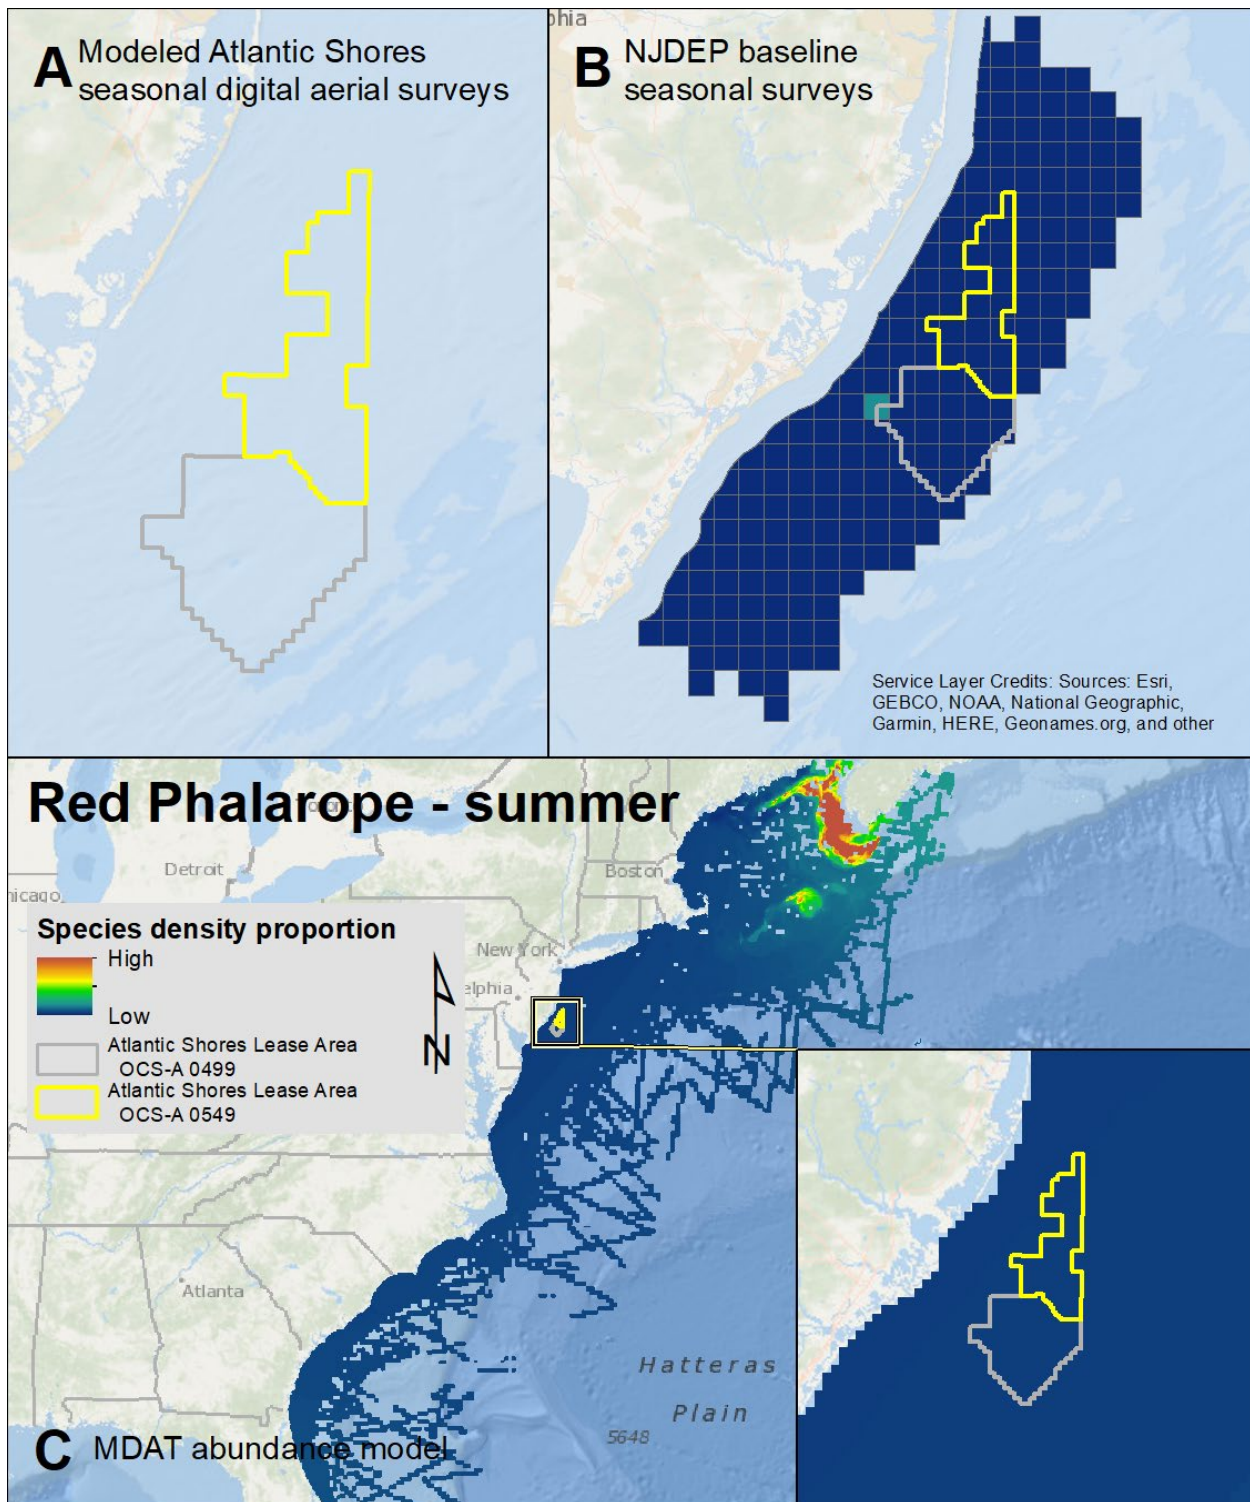 A Modeled Atlantic Shores
seasonal digital aerial surveys
phia
B NJDEP baseline
seasonal surveys
Service Layer Credits: Sources: Esri,
GEBCO, NOAA, National Geographic,
Garmin, HERE, Geonames.org, and other
Red Phalarope - summer
Detroit
Boston
hicago
Species density proportion
High
Low
Atlantic Shores Lease Area
OCS-A 0499
Atlantic Shores Lease Area
OCS-A 0549
N
New York
elphia
Atlanta
Hatteras
Plain
5648
C MDAT abundance model